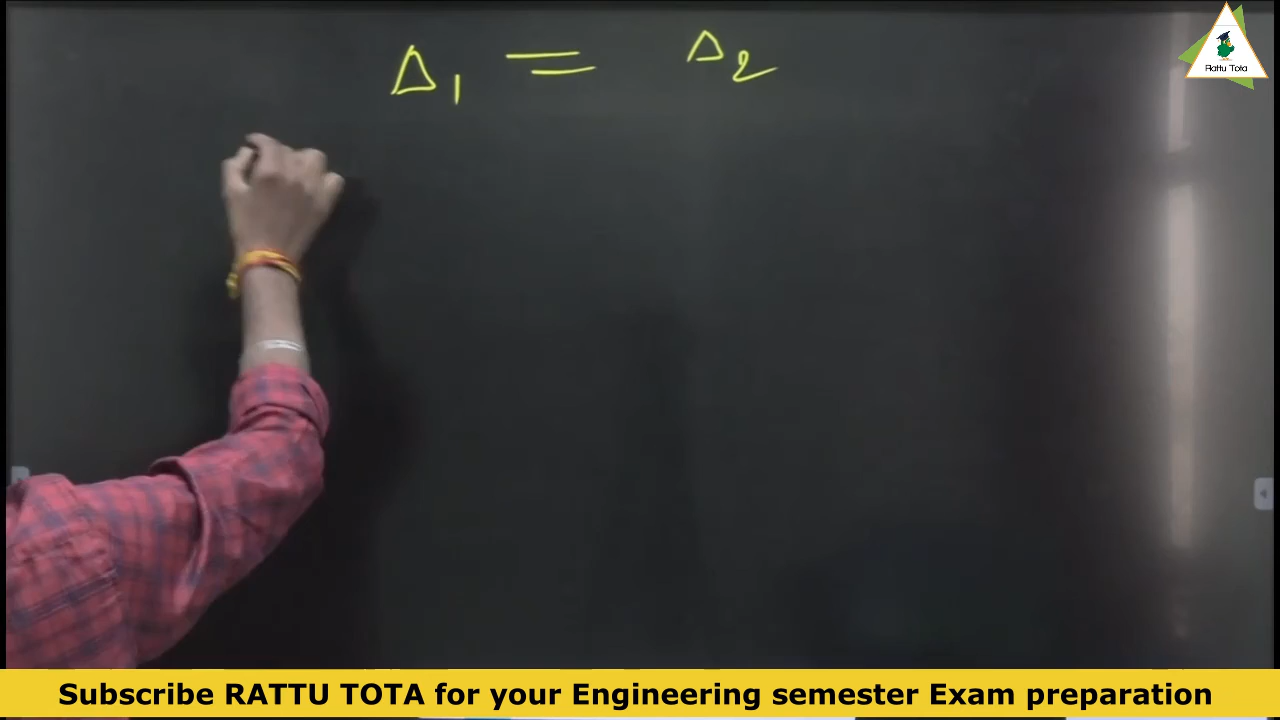 Δ₁ = Δ₂
Rattu Tota
Subscribe RATTU TOTA for your Engineering semester Exam preparation